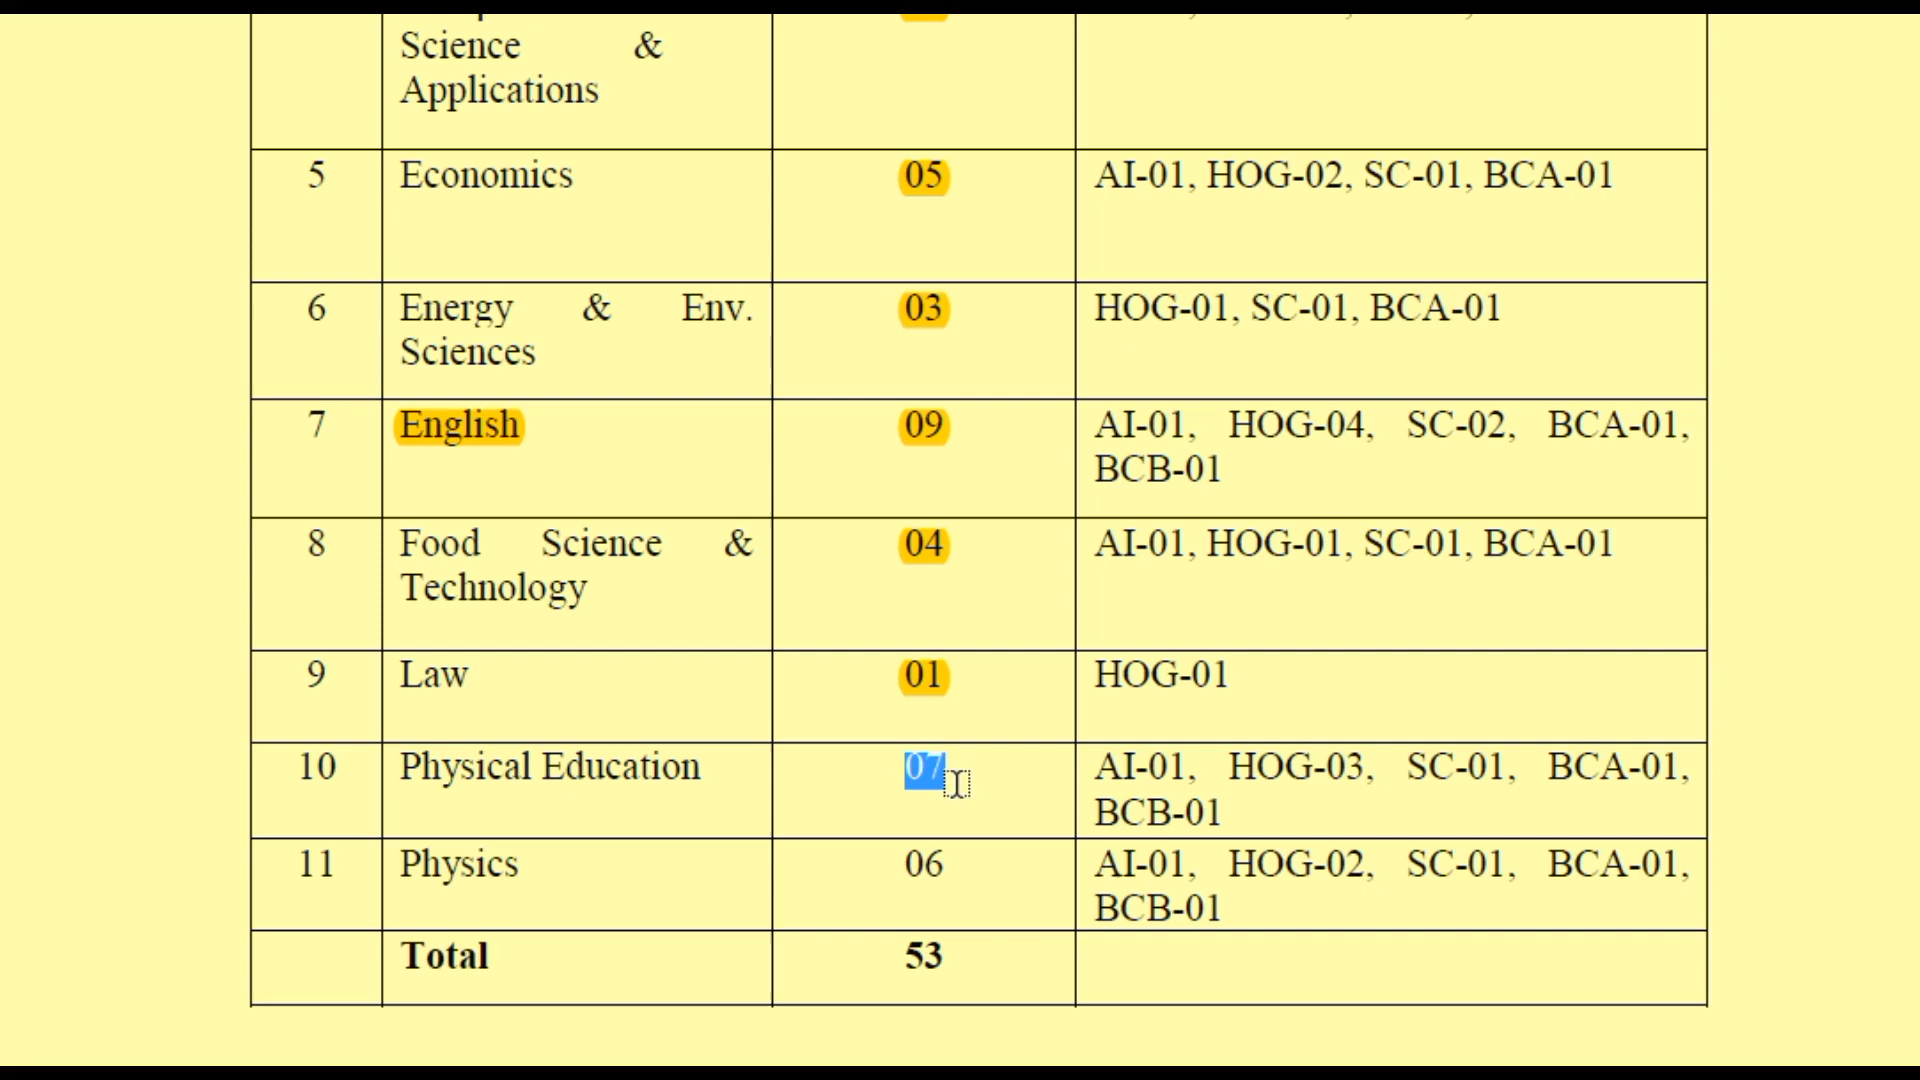 Science &
Applications
5 Economics 05 AI-01, HOG-02, SC-01, BCA-01
6 Energy & Env. 03 HOG-01, SC-01, BCA-01
Sciences
7 English 09 AI-01, HOG-04, SC-02, BCA-01,
BCB-01
8 Food Science & 04 AI-01, HOG-01, SC-01, BCA-01
Technology
9 Law 01 HOG-01
10 Physical Education 07 AI-01, HOG-03, SC-01, BCA-01,
BCB-01
11 Physics 06 AI-01, HOG-02, SC-01, BCA-01,
BCB-01
Total 53